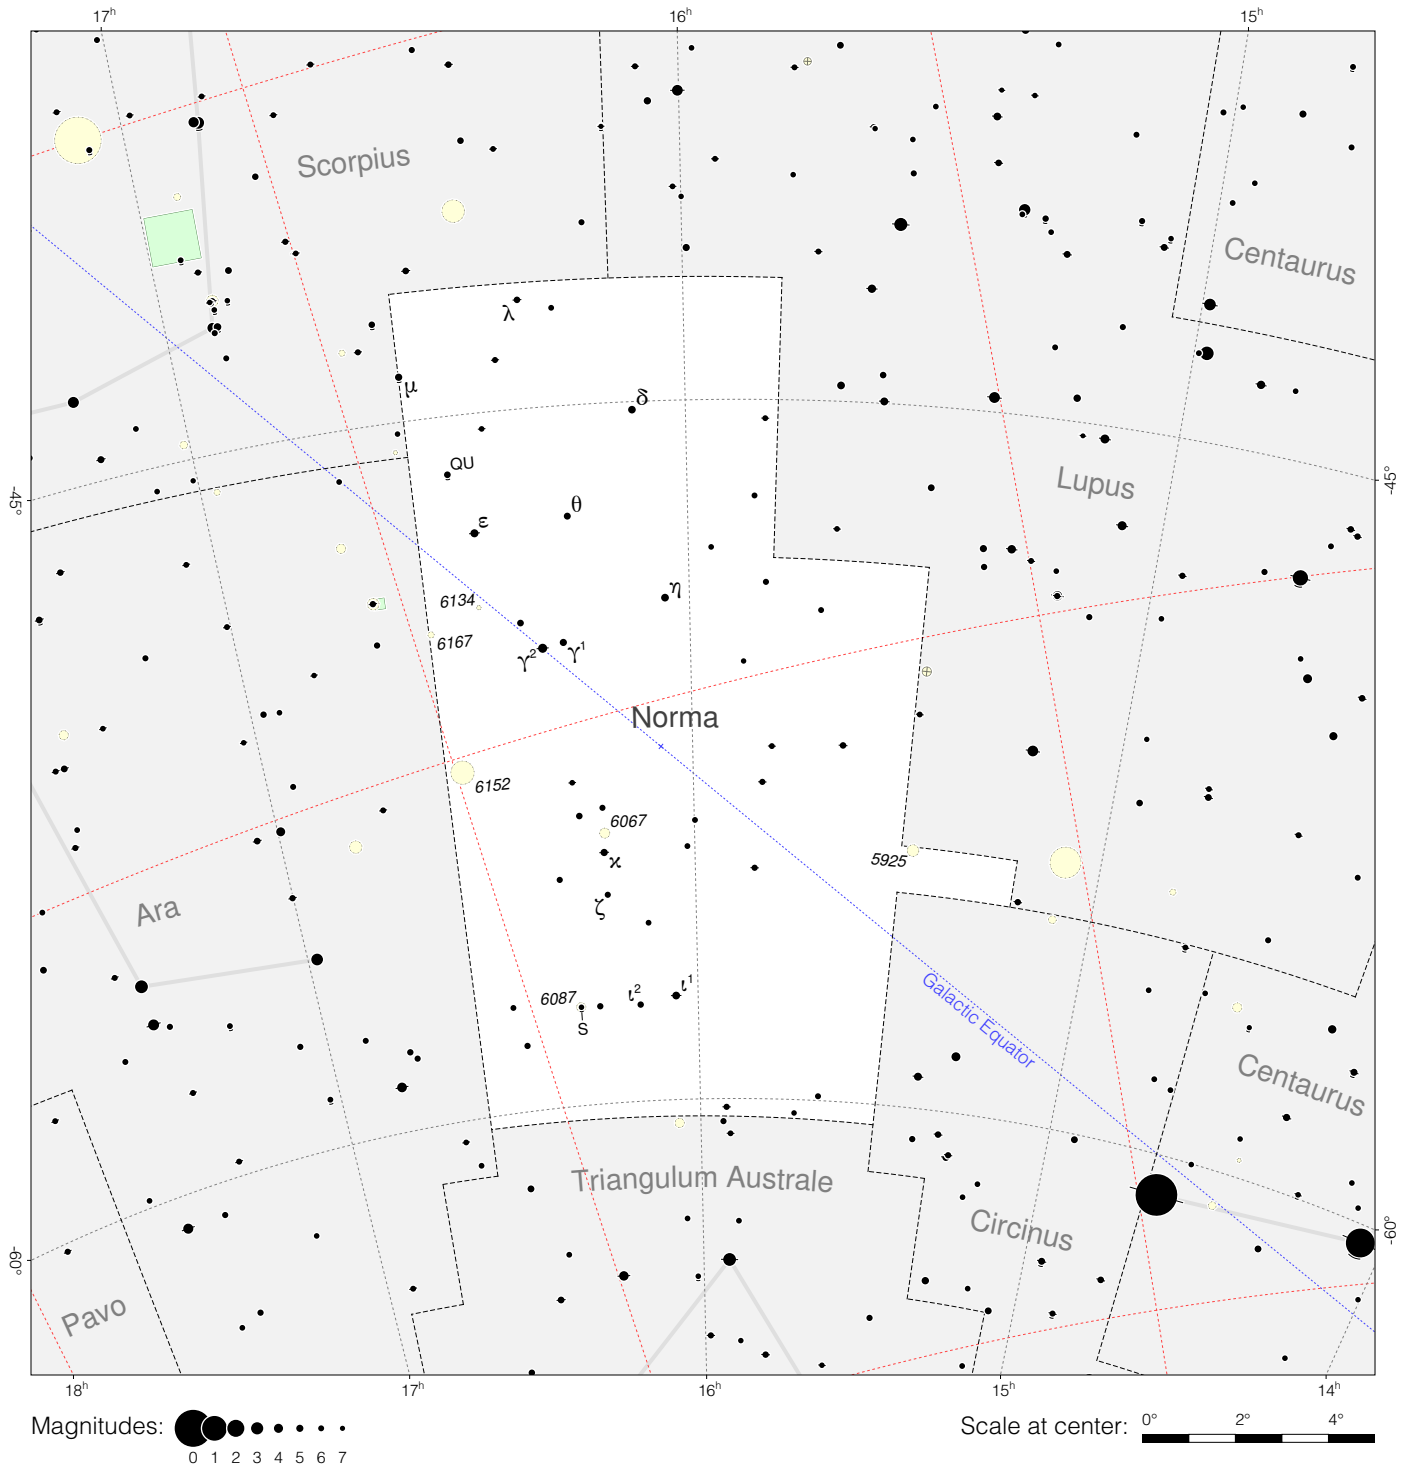 17h 16h 15h
Scorpius
Centaurus
λ
μ
δ
QU
-45°
-45°
Lupus
ε
θ
η
6134
6167
γ2 γ1
Norma
6152
6067
5925
ϰ
Ara
ζ
Galactic Equator
6087
ι2
ι1
S
Centaurus
Triangulum Australe
Circinus
-60°
-60°
Pavo
18h 17h 16h 15h 14h
Magnitudes:
0 1 2 3 4 5 6 7
Scale at center:
0° 2° 4°